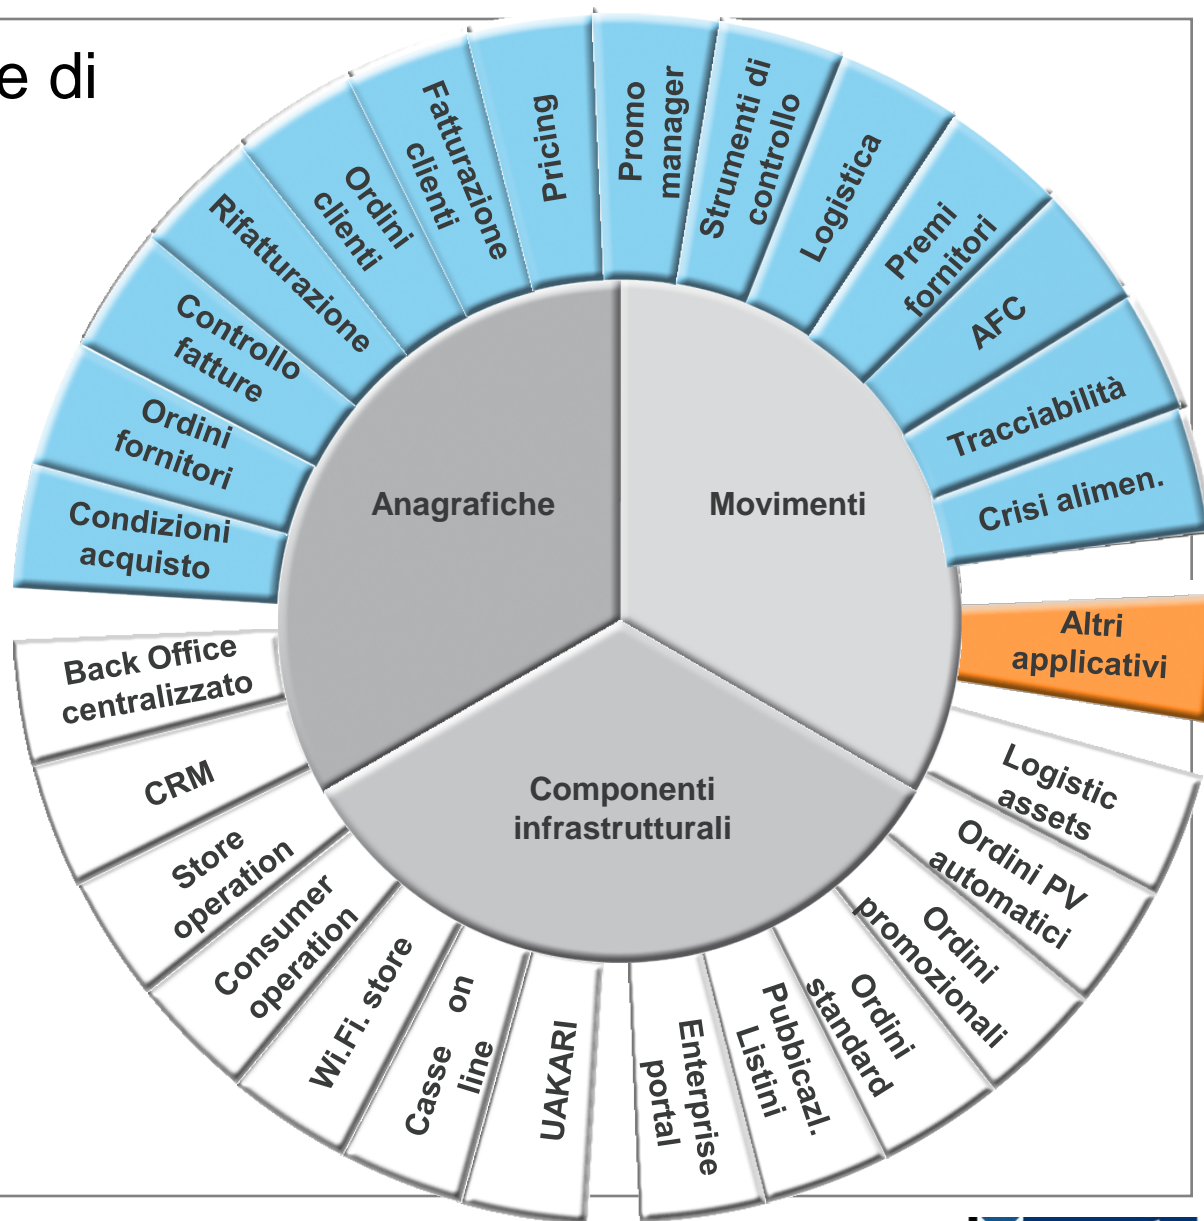 e di
Condizioni
acquisto
Ordini
fornitori
Controllo
fatture
Rifatturazione
Ordini
clienti
Fatturazione
clienti
Pricing
Promo
manager
Strumenti di
controllo
Logistica
Premi
fornitori
AFC
Tracciabilità
Crisi alimen.
Altri
applicativi
Anagrafiche
Movimenti
Componenti
infrastrutturali
Back Office
centralizzato
CRM
Store
operation
Consumer
operation
Wi.Fi. store
Casse on
line
UAKARI
Enterprise
portal
Pubbicazl.
Listini
Ordini
standard
Ordini
promozionali
Ordini PV
automatici
Logistic
assets